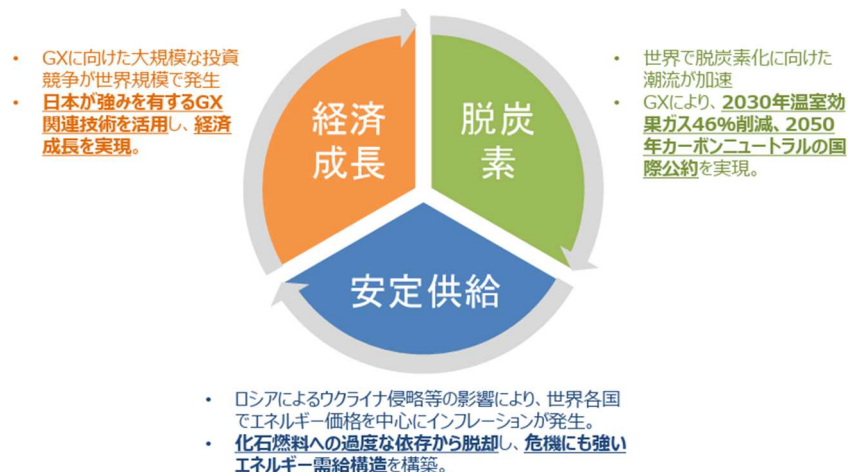 • GXに向けた大規模な投資
競争が世界規模で発生
• 日本が強みを有するGX
関連技術を活用し、経済
成長を実現。
経済
成長
脱炭
素
• 世界で脱炭素化に向けた
潮流が加速
• GXにより、2030年温室効
果ガス46%削減、2050
年カーボンニュートラルの国
際公約を実現。
安定供給
• ロシアによるウクライナ侵略等の影響により、世界各国
でエネルギー価格を中心にインフレーションが発生。
• 化石燃料への過度な依存から脱却し、危機にも強い
エネルギー需給構造を構築。